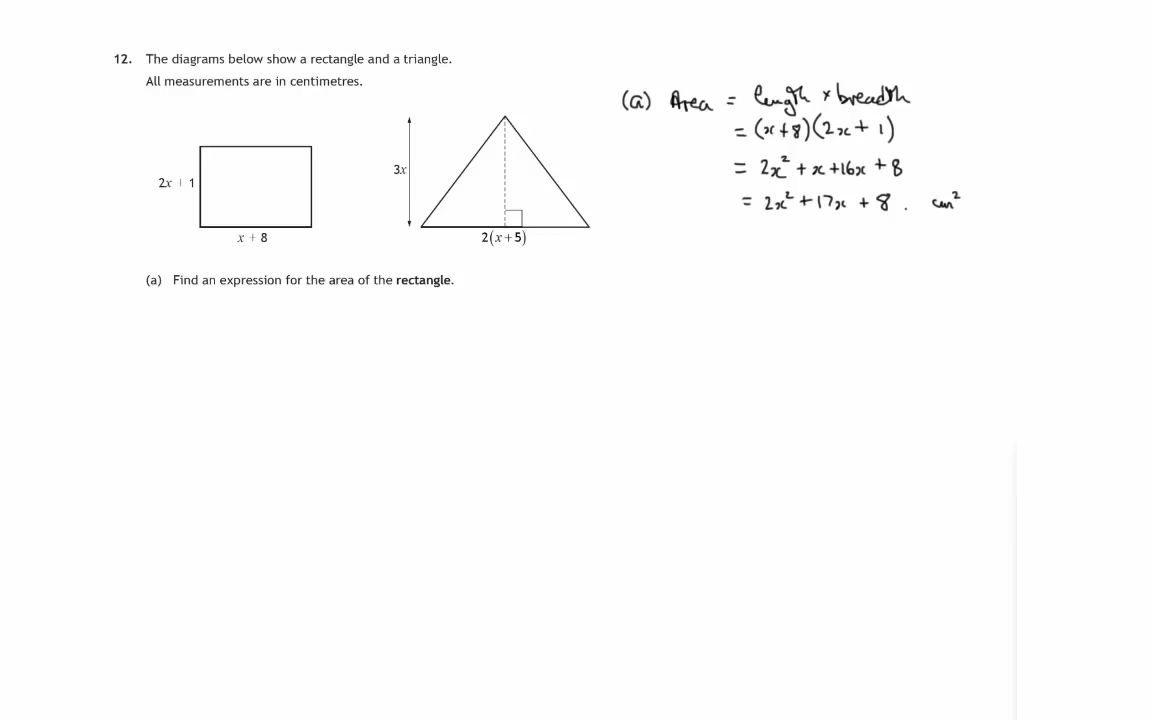 12. The diagrams below show a rectangle and a triangle.
All measurements are in centimetres.
2x + 1
x + 8
3x
2(x+5)
(a) Find an expression for the area of the rectangle.
(a) Area = length × breadth
= (x+8)(2x+1)
= 2x² + x + 16x + 8
= 2x² + 17x + 8 . cm²